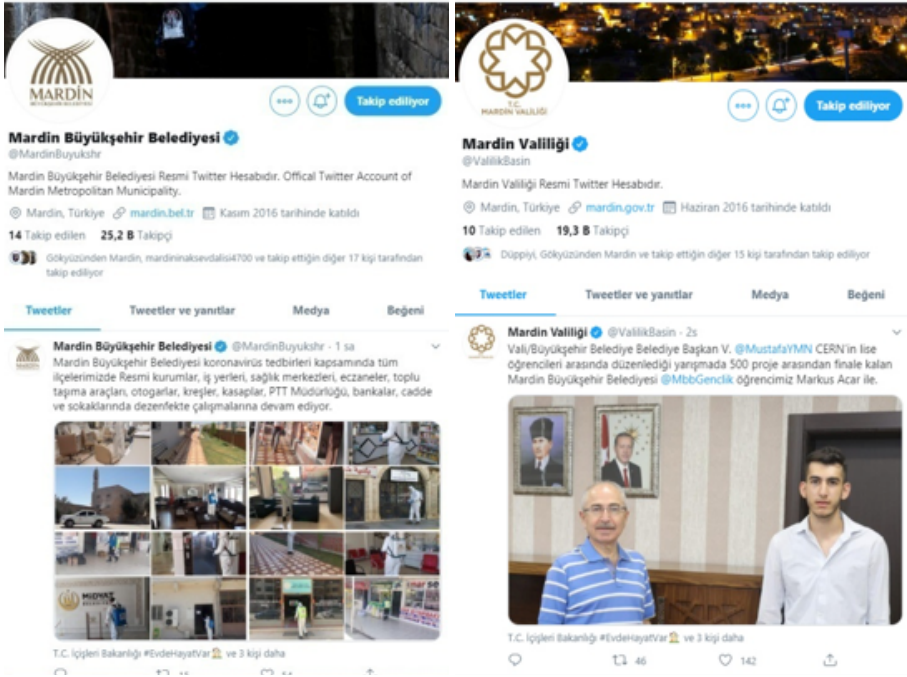 MARDİN
BÜYÜKŞEHİR BELEDİYESİ
Takip ediliyor
Mardin Büyükşehir Belediyesi
@MardinBuyukshr
Mardin Büyükşehir Belediyesi Resmi Twitter Hesabıdır. Offical Twitter Account of
Mardin Metropolitan Municipality.
Mardin, Türkiye mardin.bel.tr Kasım 2016 tarihinde katıldı
14 Takip edilen 25,2 B Takipçi
Gökyüzünden Mardin, mardininaksevdalisi4700 ve takip ettiğin diğer 17 kişi tarafından
takip ediliyor
Tweetler Tweetler ve yanıtlar Medya Beğeni
Mardin Büyükşehir Belediyesi @MardinBuyukshr · 1 sa
Mardin Büyükşehir Belediyesi koronavirüs tedbirleri kapsamında tüm
ilçelerimizde Resmi kurumlar, iş yerleri, sağlık merkezleri, eczaneler, toplu
taşıma araçları, otogarlar, kreşler, kasaplar, PTT Müdürlüğü, bankalar, cadde
ve sokaklarında dezenfekte çalışmalarına devam ediyor.
MİDYAT
BELEDİYESİ
T.C. İçişleri Bakanlığı #EvdeHayatVar ve 3 kişi daha
T.C.
MARDİN VALİLİĞİ
Takip ediliyor
Mardin Valiliği
@ValilikBasin
Mardin Valiliği Resmi Twitter Hesabıdır.
Mardin, Türkiye mardin.gov.tr Haziran 2016 tarihinde katıldı
10 Takip edilen 19,3 B Takipçi
Düppiyi, Gökyüzünden Mardin ve takip ettiğin diğer 15 kişi tarafından takip ediliyor
Tweetler Tweetler ve yanıtlar Medya Beğeni
Mardin Valiliği @ValilikBasin · 2s
Vali/Büyükşehir Belediye Belediye Başkan V. @MustafaYMN CERN'in lise
öğrencileri arasında düzenlediği yarışmada 500 proje arasından finale kalan
Mardin Büyükşehir Belediyesi @MbbGenclik öğrencimiz Markus Acar ile.
T.C. İçişleri Bakanlığı #EvdeHayatVar ve 3 kişi daha
46 142